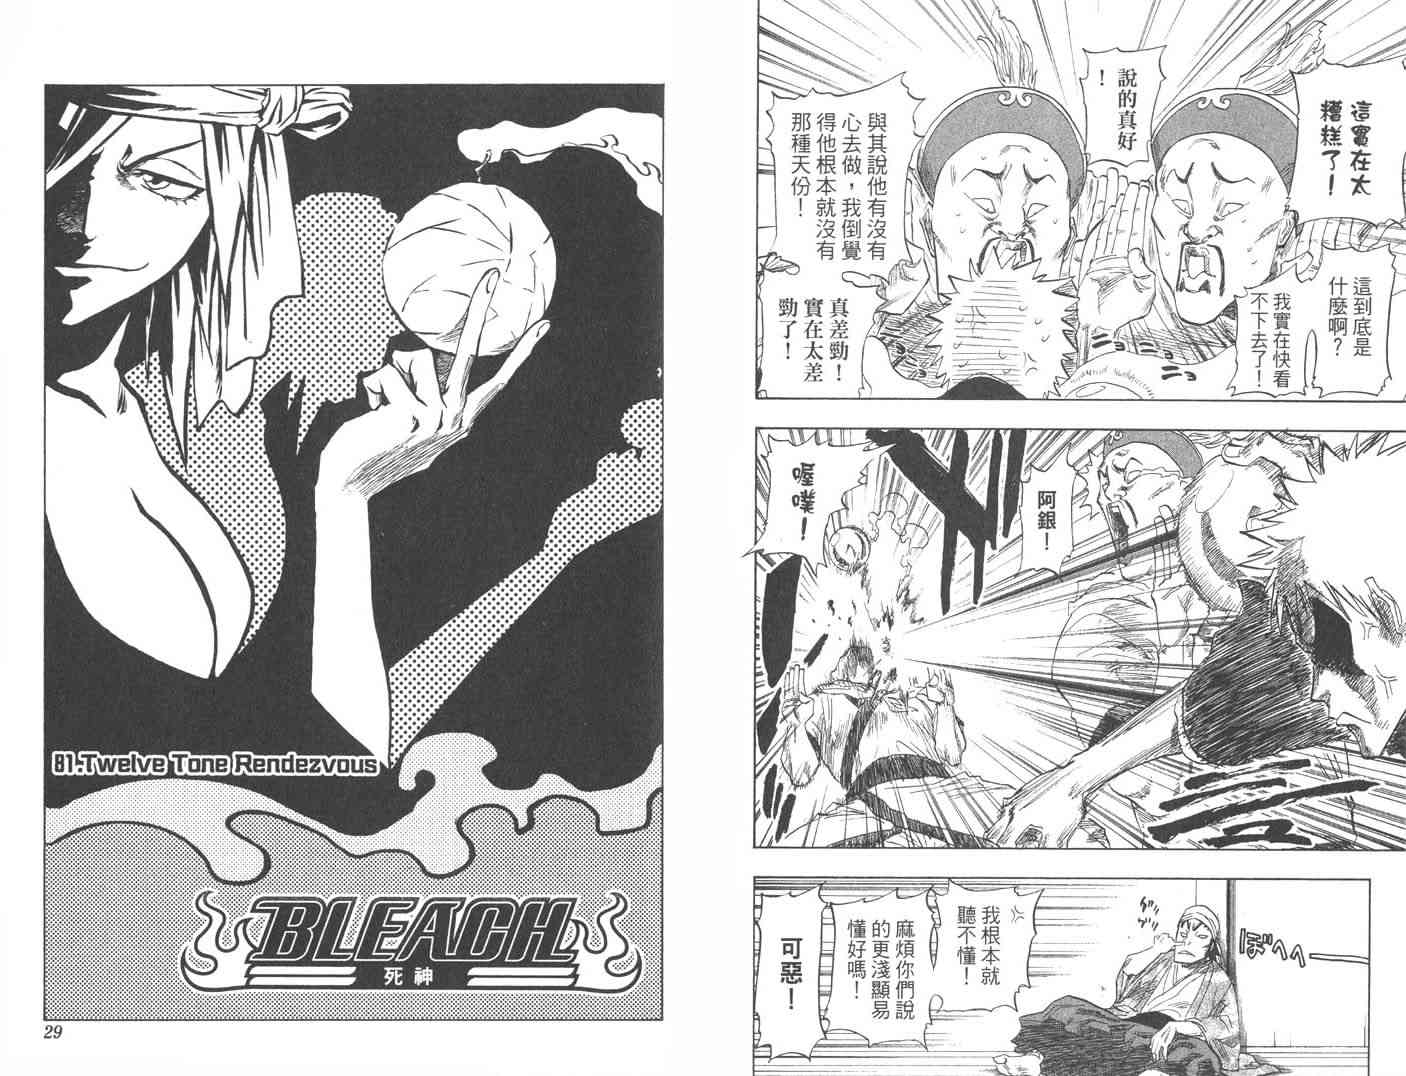 這實在太
糟糕了！
說的真好
！
與其說他有沒有
心去做，我倒覺
得他根本就沒有
那種天份！
這到底是
什麼啊？
我實在快看
不下去了！
真差勁！
實在太差
勁了！
阿銀！
喔噗！
我根本就
聽不懂！
麻煩你們說
的更淺顯易
懂好嗎！
可惡！
ぼへへー
81.Twelve Tone Rendezvous
BLEACH
死神
29